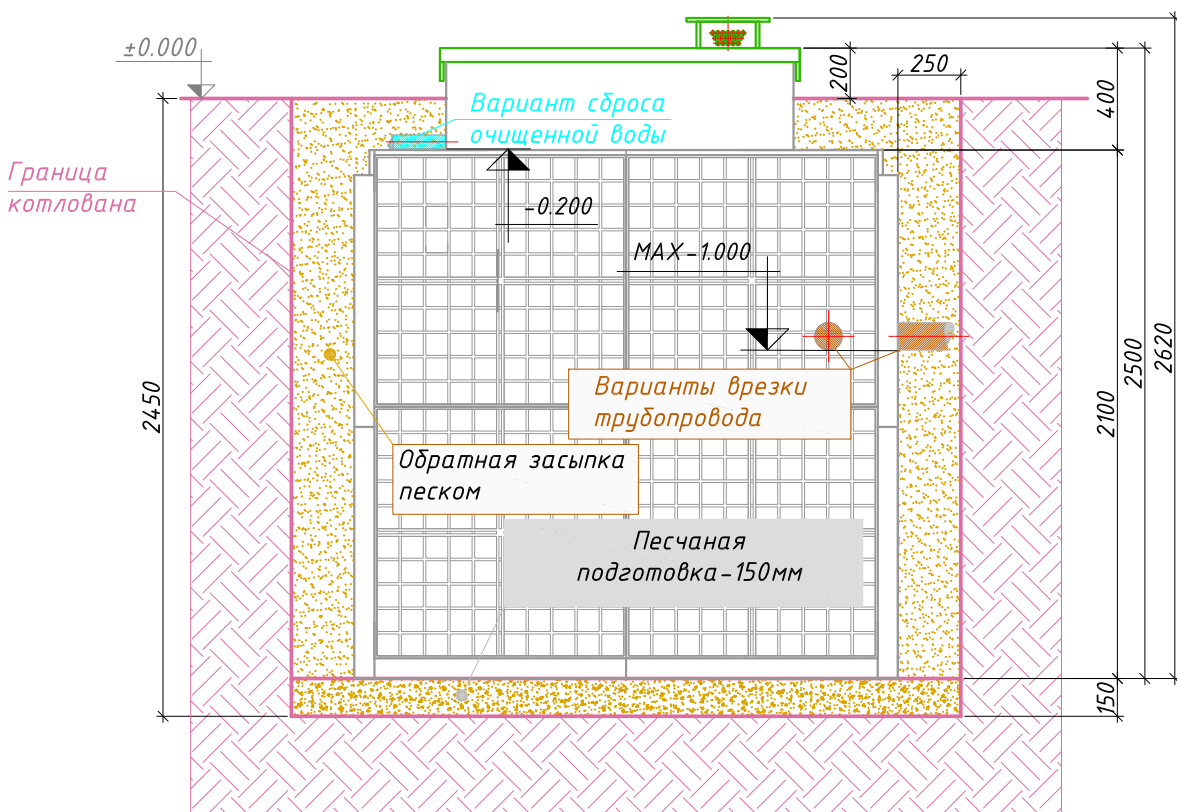 ±0.000
200
250
400
Вариант сброса
очищенной воды
Граница
котлована
-0.200
MAX-1.000
2450
2100
2500
2620
Варианты врезки
трубопровода
Обратная засыпка
песком
Песчаная
подготовка-150мм
150